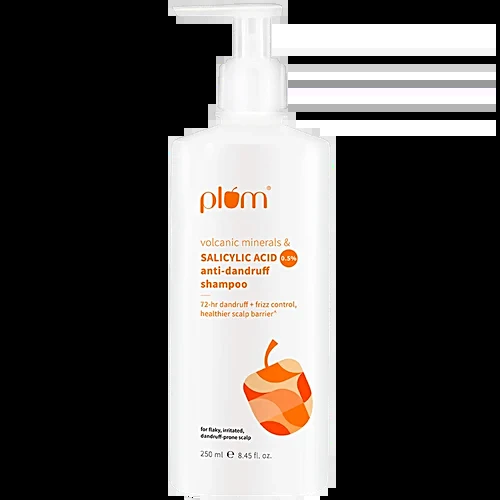 plum®
volcanic minerals &
SALICYLIC ACID 0.5%
anti-dandruff
shampoo
72-hr dandruff + frizz control,
healthier scalp barrier^
for flaky, irritated,
dandruff-prone scalp
250 ml ℮ 8.45 fl. oz.